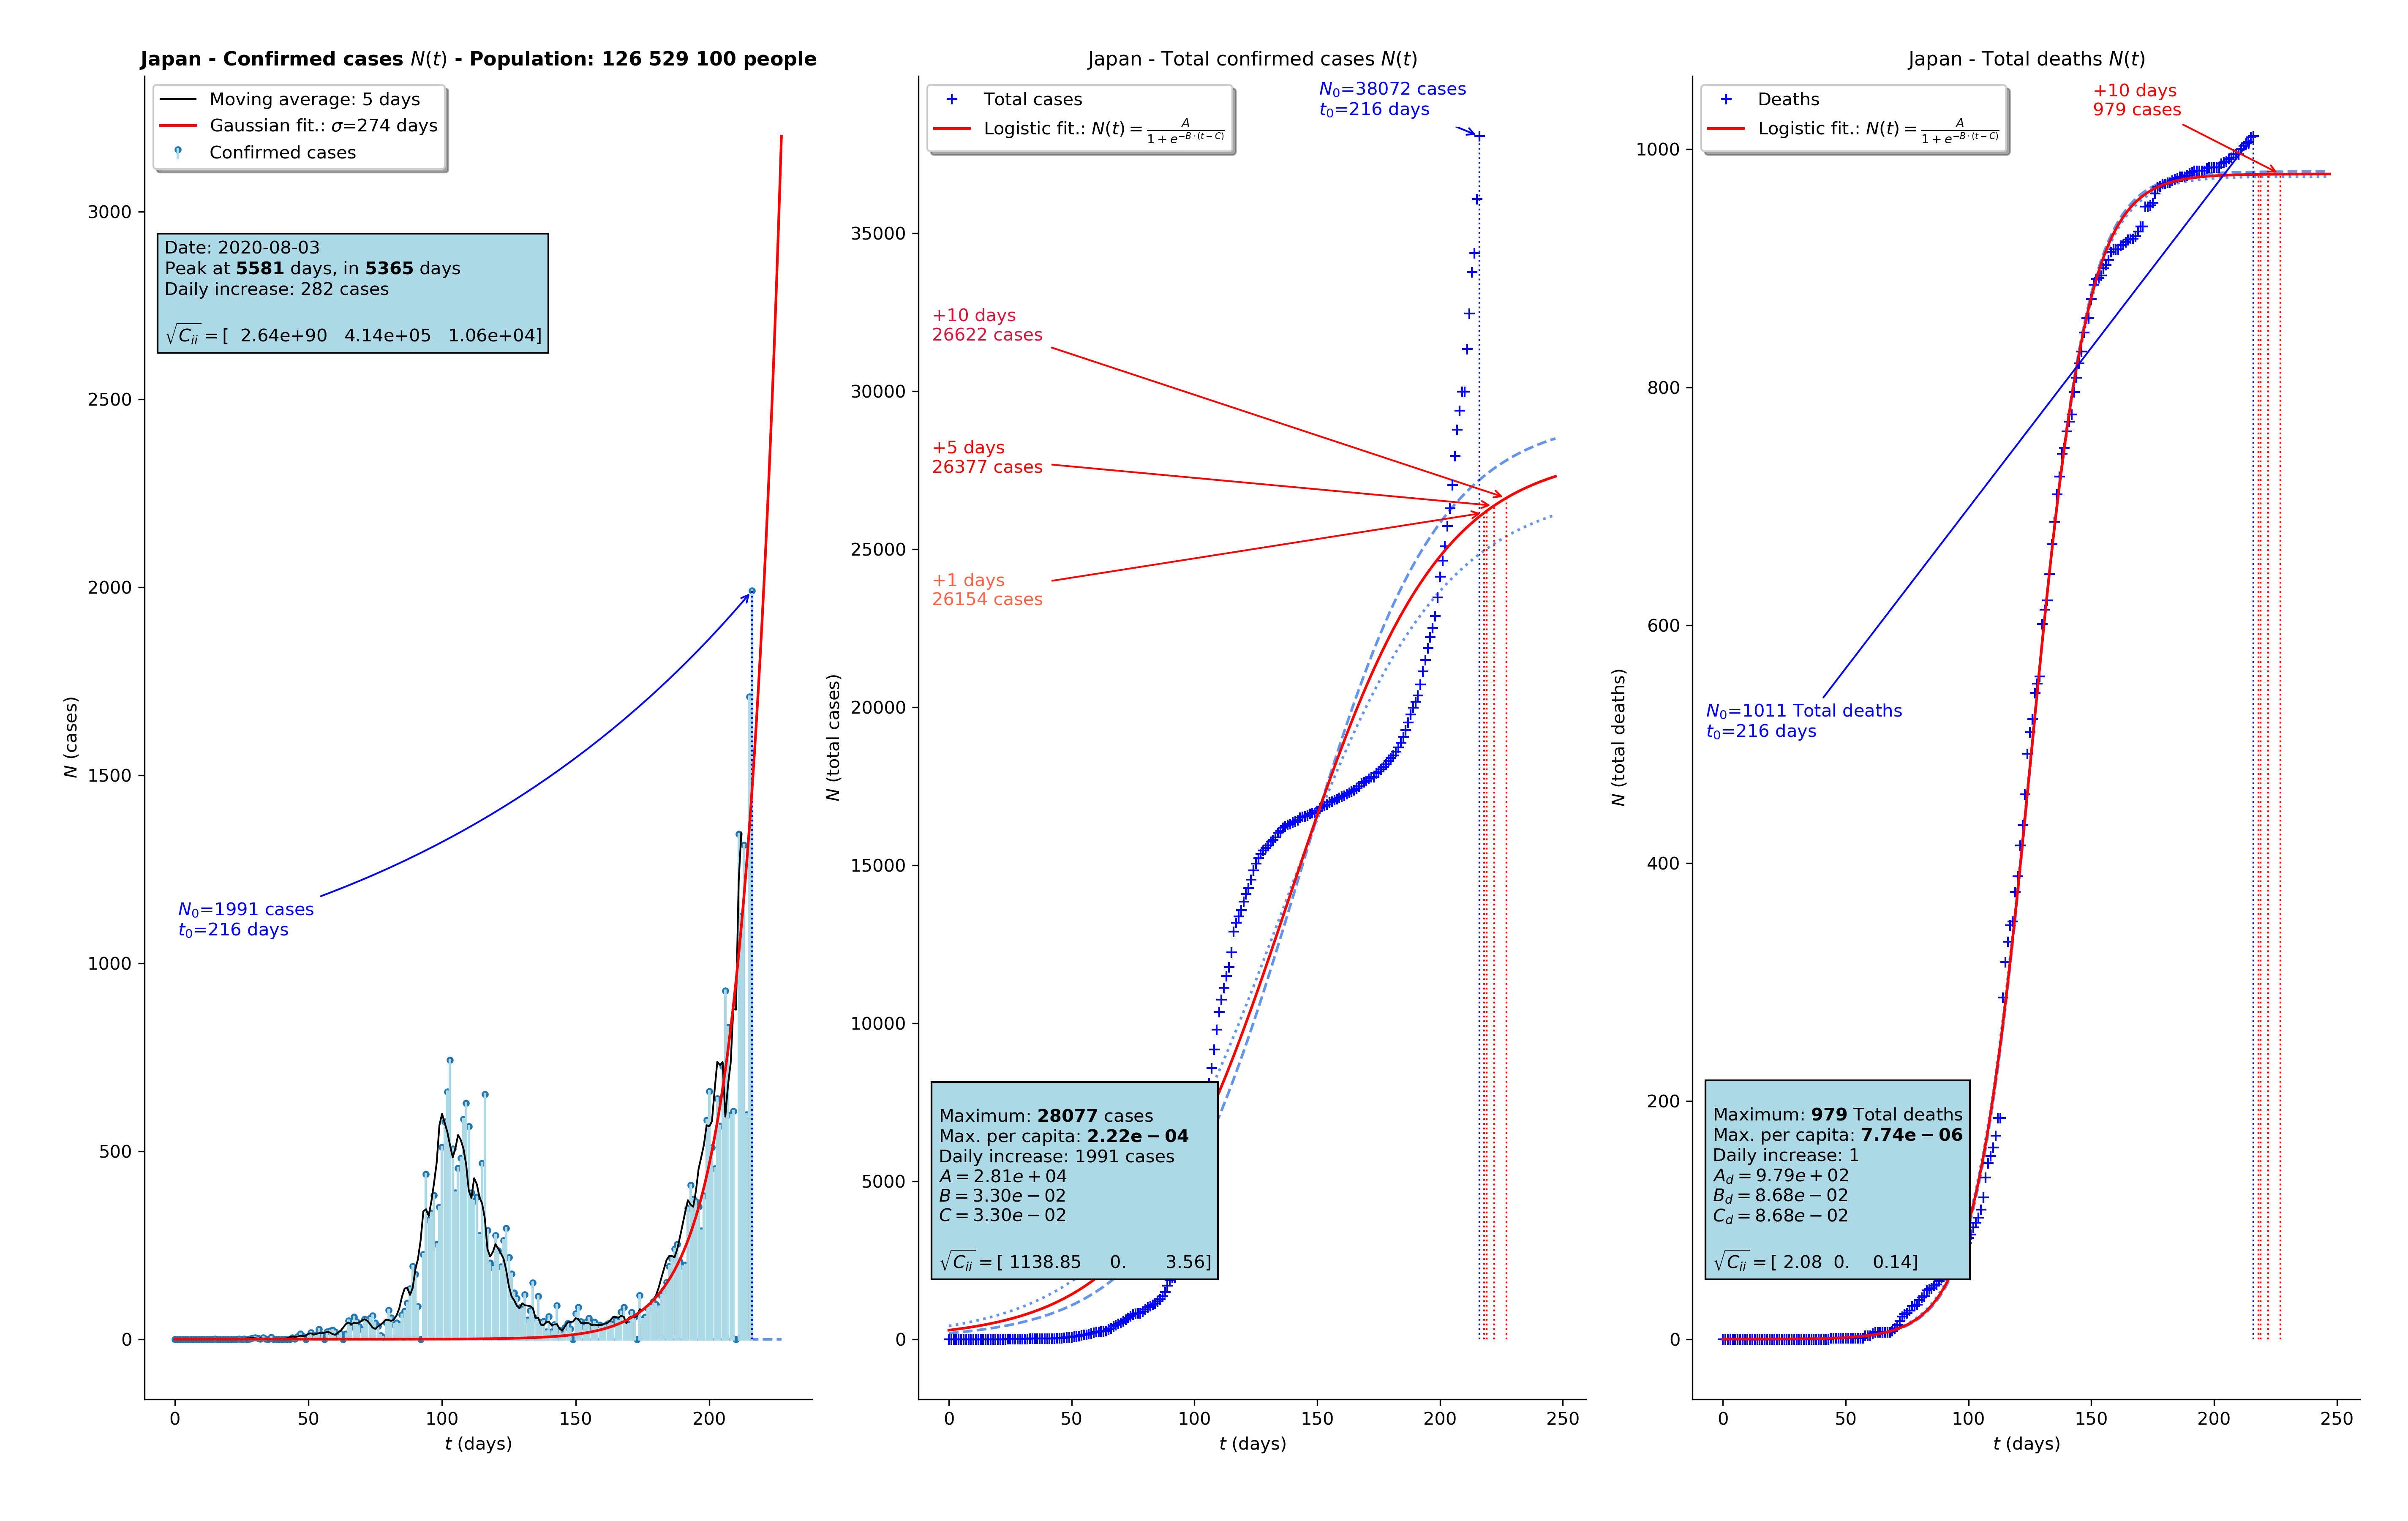 Japan - Confirmed cases N(t) - Population: 126 529 100 people
Moving average: 5 days
Gaussian fit.: σ=274 days
Confirmed cases
Date: 2020-08-03
Peak at 5581 days, in 5365 days
Daily increase: 282 cases
√C_ii = [ 2.64e+90 4.14e+05 1.06e+04]
N_0=1991 cases
t_0=216 days
3000
2500
2000
1500
1000
500
0
N (cases)
0 50 100 150 200
t (days)
Japan - Total confirmed cases N(t)
Total cases
Logistic fit.: N(t) = A / (1 + e^{−B·(t−C)})
N_0=38072 cases
t_0=216 days
+10 days
26622 cases
+5 days
26377 cases
+1 days
26154 cases
Maximum: 28077 cases
Max. per capita: 2.22e − 04
Daily increase: 1991 cases
A = 2.81e + 04
B = 3.30e − 02
C = 3.30e − 02
√C_ii = [ 1138.85 0. 3.56]
35000
30000
25000
20000
15000
10000
5000
0
N (total cases)
0 50 100 150 200 250
t (days)
Japan - Total deaths N(t)
Deaths
Logistic fit.: N(t) = A / (1 + e^{−B·(t−C)})
+10 days
979 cases
N_0=1011 Total deaths
t_0=216 days
Maximum: 979 Total deaths
Max. per capita: 7.74e − 06
Daily increase: 1
A_d = 9.79e + 02
B_d = 8.68e − 02
C_d = 8.68e − 02
√C_ii = [ 2.08 0. 0.14]
1000
800
600
400
200
0
N (total deaths)
0 50 100 150 200 250
t (days)